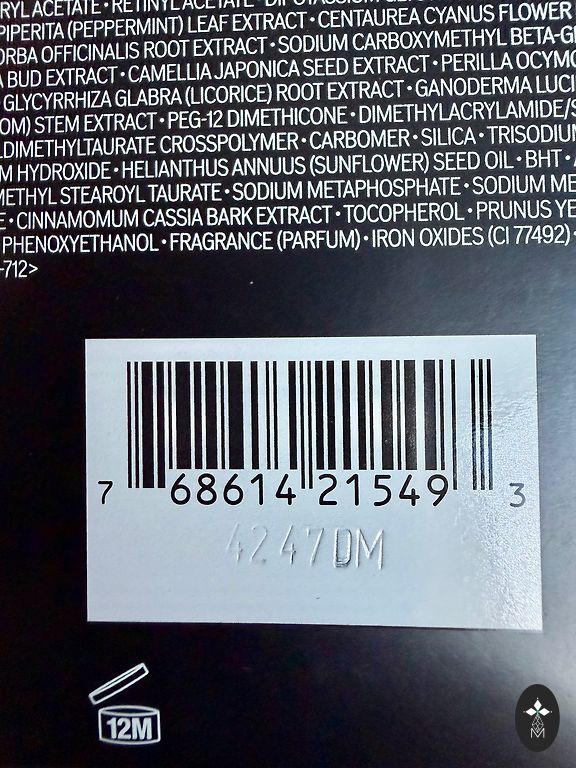 RYL ACETATE • RETINYL ACETATE • DIPOTASSIUM
PIPERITA (PEPPERMINT) LEAF EXTRACT • CENTAUREA CYANUS FLOWER
ORBA OFFICINALIS ROOT EXTRACT • SODIUM CARBOXYMETHYL BETA-G
A BUD EXTRACT • CAMELLIA JAPONICA SEED EXTRACT • PERILLA OCYMO
GLYCYRRHIZA GLABRA (LICORICE) ROOT EXTRACT • GANODERMA LUCI
OM) STEM EXTRACT • PEG-12 DIMETHICONE • DIMETHYLACRYLAMIDE/S
LDIMETHYLTAURATE CROSSPOLYMER • CARBOMER • SILICA • TRISODIUM
M HYDROXIDE • HELIANTHUS ANNUUS (SUNFLOWER) SEED OIL • BHT •
METHYL STEAROYL TAURATE • SODIUM METAPHOSPHATE • SODIUM ME
E • CINNAMOMUM CASSIA BARK EXTRACT • TOCOPHEROL • PRUNUS YE
PHENOXYETHANOL • FRAGRANCE (PARFUM) • IRON OXIDES (CI 77492) •
-712>
7 68614 21549 3
4247DM
12M
M